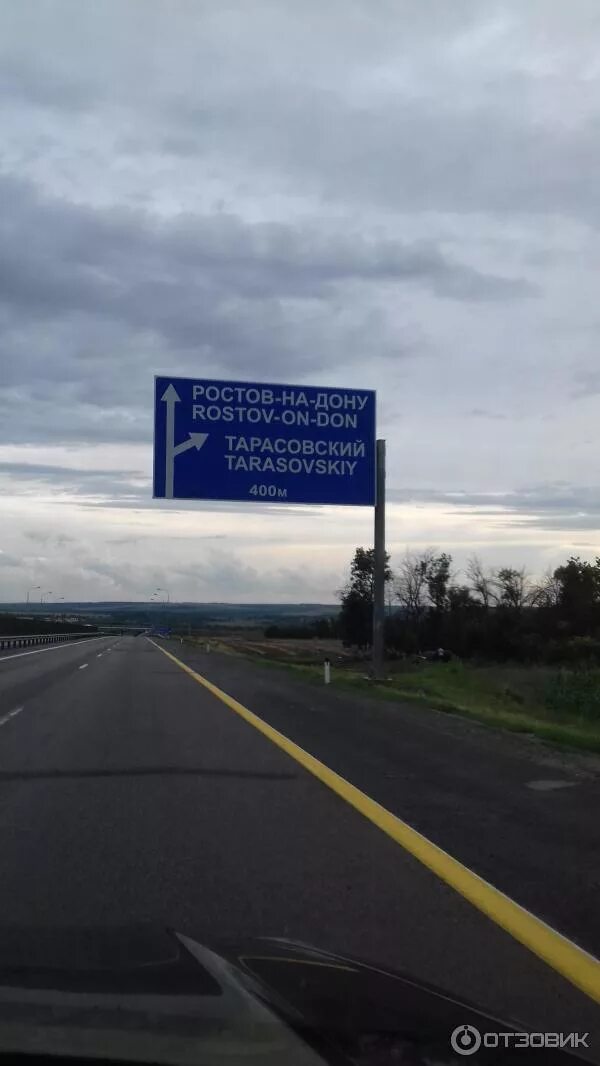 РОСТОВ-НА-ДОНУ
ROSTOV-ON-DON
ТАРАСОВСКИЙ
TARASOVSKIY
400м
ОТЗОВИК